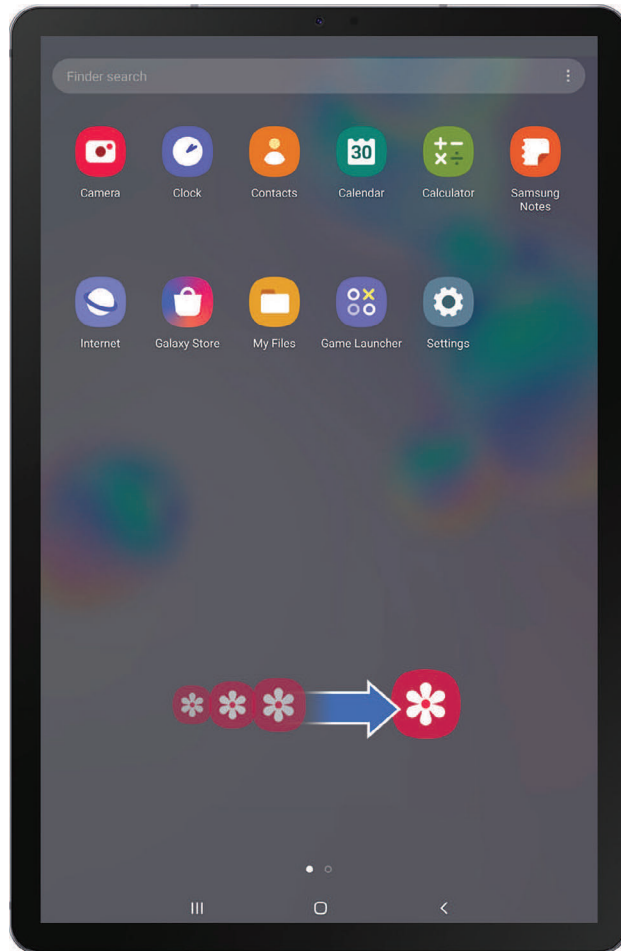 Finder search
30
Camera
Clock
Contacts
Calendar
Calculator
Samsung
Notes
Internet
Galaxy Store
My Files
Game Launcher
Settings